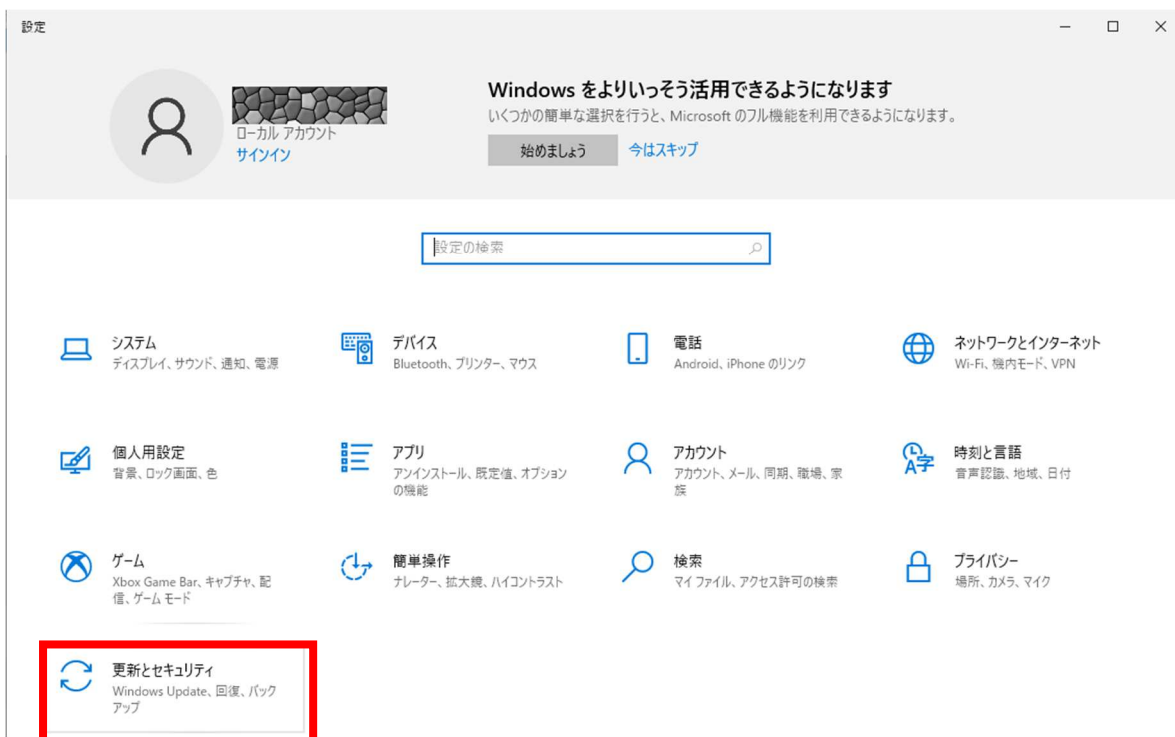 設定
Windows をよりいっそう活用できるようになります
いくつかの簡単な選択を行うと、Microsoft のフル機能を利用できるようになります。
ローカル アカウント
サインイン
始めましょう
今はスキップ
設定の検索
システム
ディスプレイ、サウンド、通知、電源
デバイス
Bluetooth、プリンター、マウス
電話
Android、iPhone のリンク
ネットワークとインターネット
Wi-Fi、機内モード、VPN
個人用設定
背景、ロック画面、色
アプリ
アンインストール、既定値、オプション
の機能
アカウント
アカウント、メール、同期、職場、家
族
時刻と言語
音声認識、地域、日付
ゲーム
Xbox Game Bar、キャプチャ、配
信、ゲーム モード
簡単操作
ナレーター、拡大鏡、ハイコントラスト
検索
マイ ファイル、アクセス許可の検索
プライバシー
場所、カメラ、マイク
更新とセキュリティ
Windows Update、回復、バック
アップ